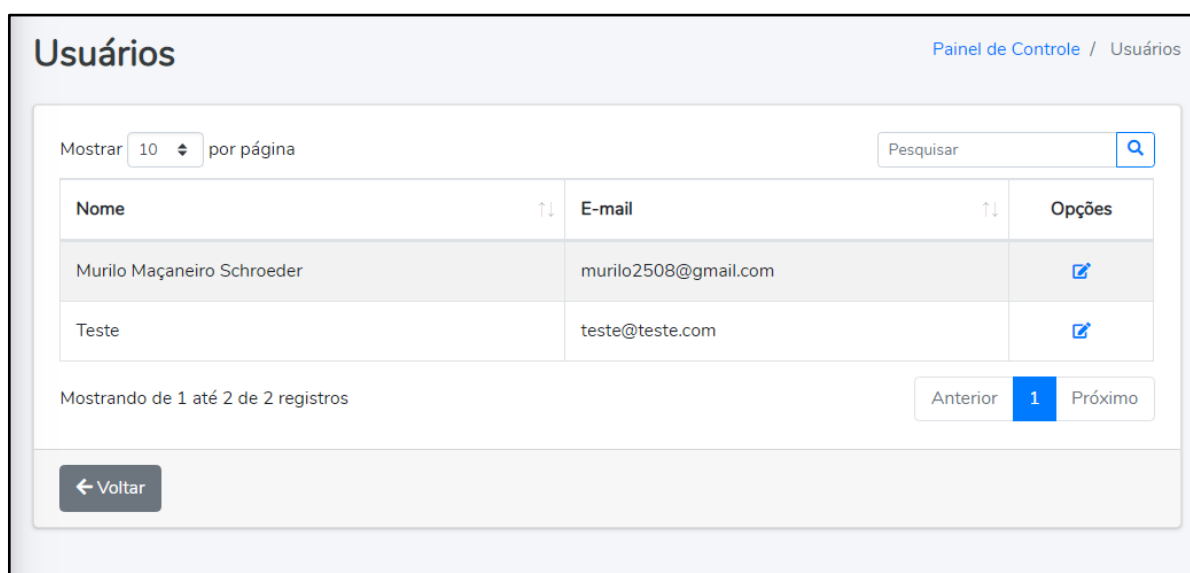 Usuários
Painel de Controle / Usuários
Mostrar 10 por página
Pesquisar
Nome E-mail Opções
Murilo Maçaneiro Schroeder murilo2508@gmail.com
Teste teste@teste.com
Mostrando de 1 até 2 de 2 registros
Anterior 1 Próximo
Voltar